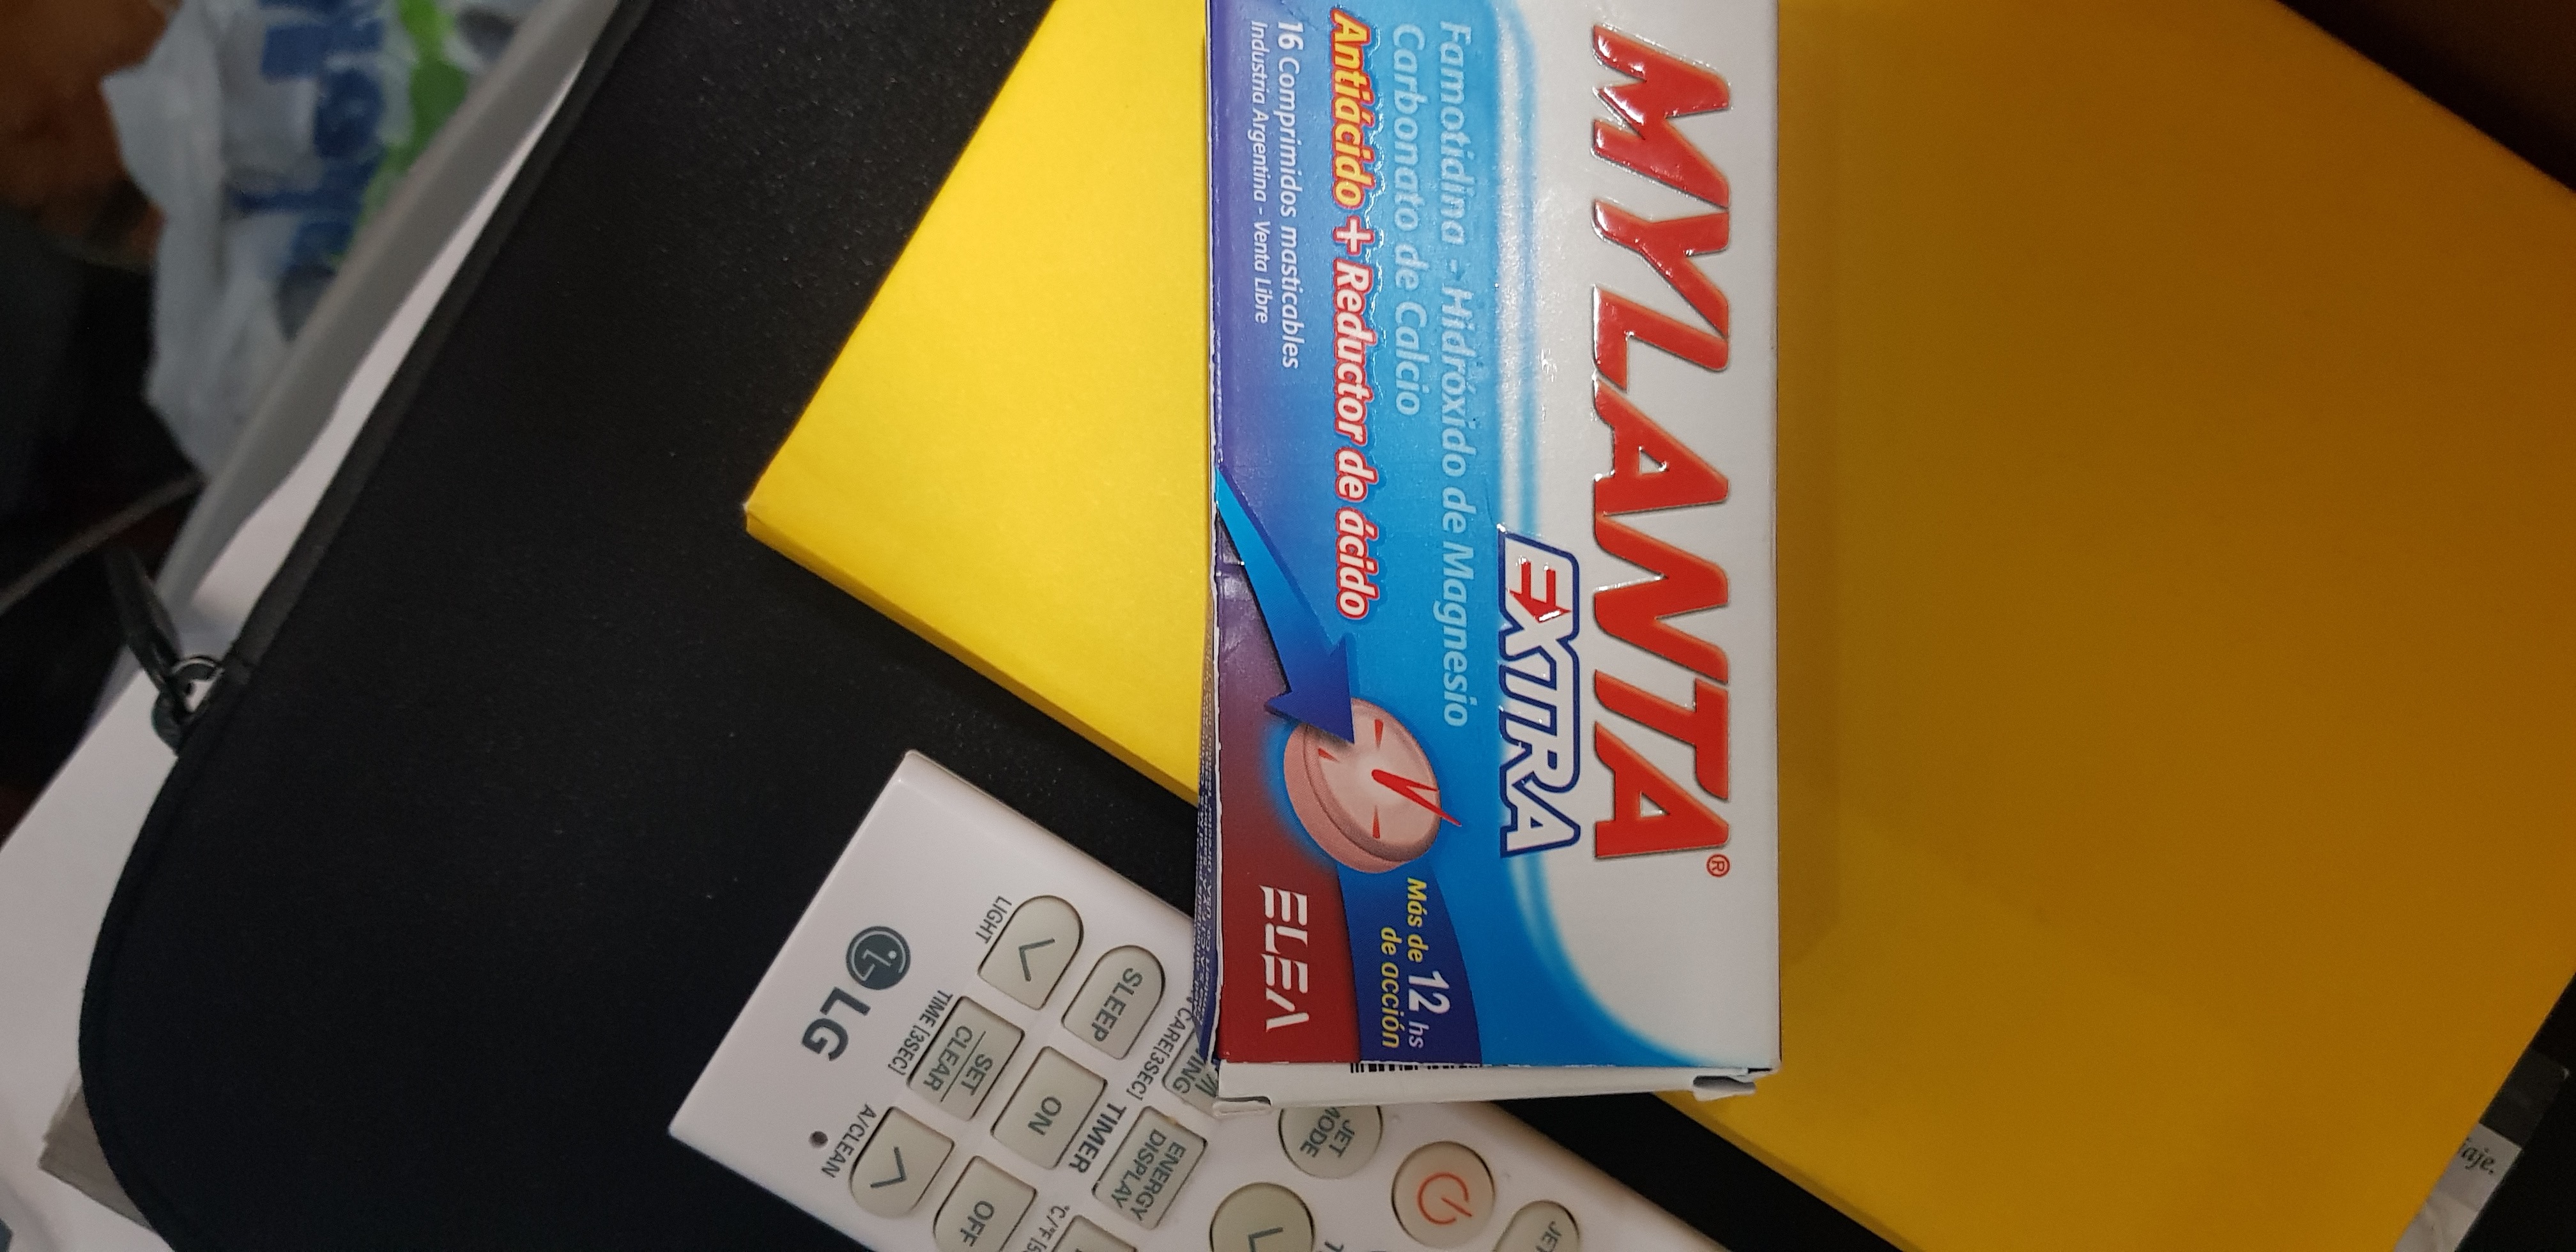 MYLANTA®
EXTRA
Famotidina - Hidróxido de Magnesio
Carbonato de Calcio
Antiácido + Reductor de ácido
16 Comprimidos masticables
Industria Argentina - Venta Libre
Más de 12 hs
de acción
ELEA
JET
MODE
ENERGY
DISPLAY
TIMER
SLEEP
ON
OFF
LIGHT
SET
CLEAR
TIME [3SEC]
A/CLEAN
LG